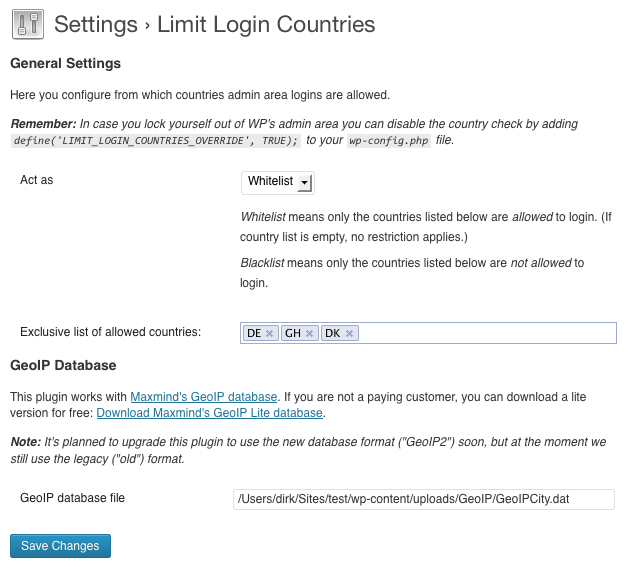 Settings › Limit Login Countries
General Settings
Here you configure from which countries admin area logins are allowed.
Remember: In case you lock yourself out of WP's admin area you can disable the country check by adding
define('LIMIT_LOGIN_COUNTRIES_OVERRIDE', TRUE); to your wp-config.php file.
Act as
Whitelist
Whitelist means only the countries listed below are allowed to login. (If
country list is empty, no restriction applies.)
Blacklist means only the countries listed below are not allowed to
login.
Exclusive list of allowed countries:
DE × GH × DK ×
GeoIP Database
This plugin works with Maxmind's GeoIP database. If you are not a paying customer, you can download a lite
version for free: Download Maxmind's GeoIP Lite database.
Note: It's planned to upgrade this plugin to use the new database format ("GeoIP2") soon, but at the moment we
still use the legacy ("old") format.
GeoIP database file
/Users/dirk/Sites/test/wp-content/uploads/GeoIP/GeoIPCity.dat
Save Changes